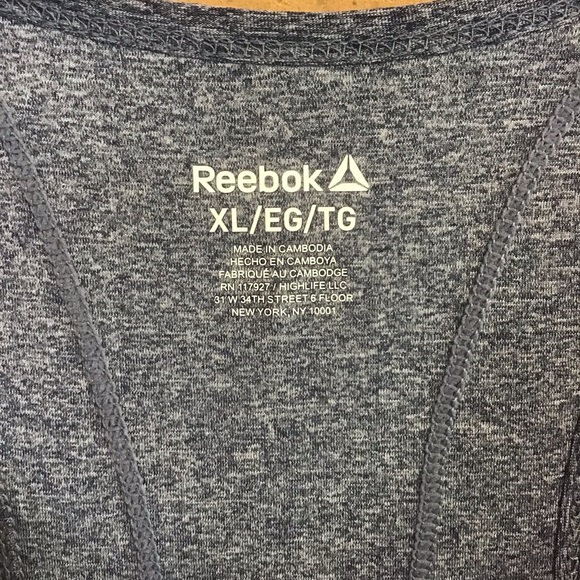 Reebok
XL/EG/TG
MADE IN CAMBODIA
HECHO EN CAMBOYA
FABRIQUÉ AU CAMBODGE
RN 117927 / HIGHLIFE LLC
31 W 34TH STREET 6 FLOOR
NEW YORK, NY 10001